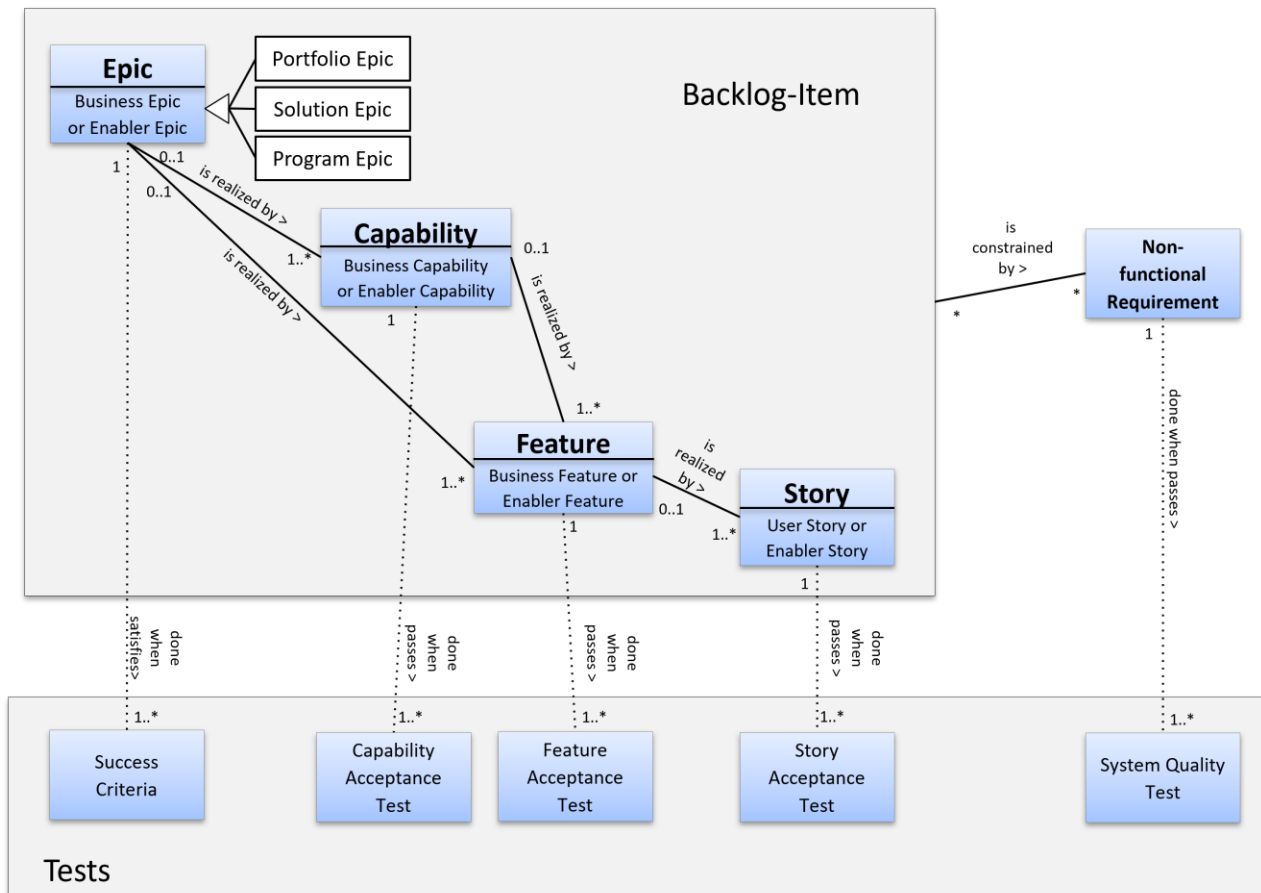 Epic
Business Epic
or Enabler Epic
Portfolio Epic
Solution Epic
Program Epic
Backlog-Item
1
0..1
0..1
is realized by >
1..*
is realized by >
Capability
Business Capability
or Enabler Capability
0..1
1
is realized by >
1..*
is
constrained
by >
*
*
Non-
functional
Requirement
1
Feature
Business Feature or
Enabler Feature
1..*
1
0..1
is
realized
by >
1..*
Story
User Story or
Enabler Story
1
done when passes >
done
when
satisfies>
done
when
passes >
done
when
passes >
done
when
passes >
1..*
1..*
1..*
1..*
1..*
Success
Criteria
Capability
Acceptance
Test
Feature
Acceptance
Test
Story
Acceptance
Test
System Quality
Test
Tests